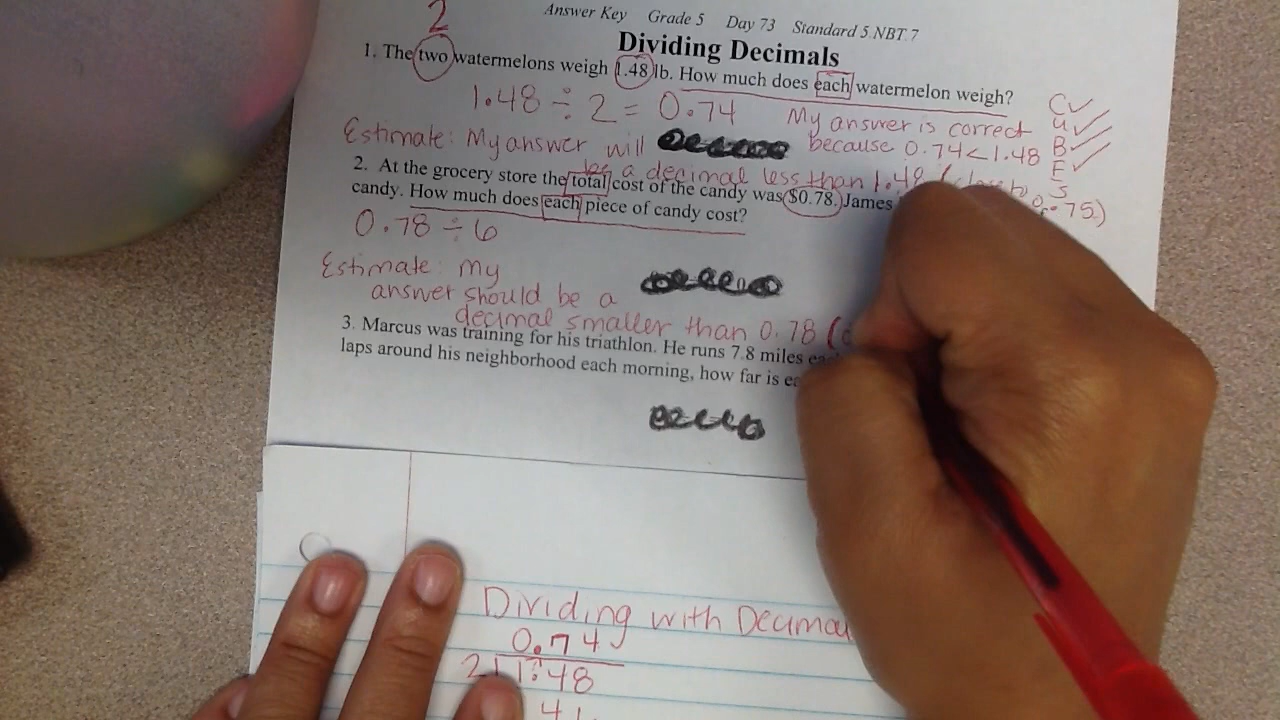 2
Answer Key Grade 5 Day 73 Standard 5.NBT.7
Dividing Decimals
1. The two watermelons weigh 1.48 lb. How much does each watermelon weigh?
1.48 ÷ 2 = 0.74
My answer is correct
because 0.74 < 1.48
C ✓
U ✓
B ✓
E ✓
S
Estimate: My answer will
be a decimal less than 1.48 (close to
0.75.)
2. At the grocery store the total cost of the candy was $0.78. James
candy. How much does each piece of candy cost?
0.78 ÷ 6
Estimate: My
answer should be a
decimal smaller than 0.78 (
3. Marcus was training for his triathlon. He runs 7.8 miles
laps around his neighborhood each morning, how far is
Dividing with
0.74
2 1.48
4